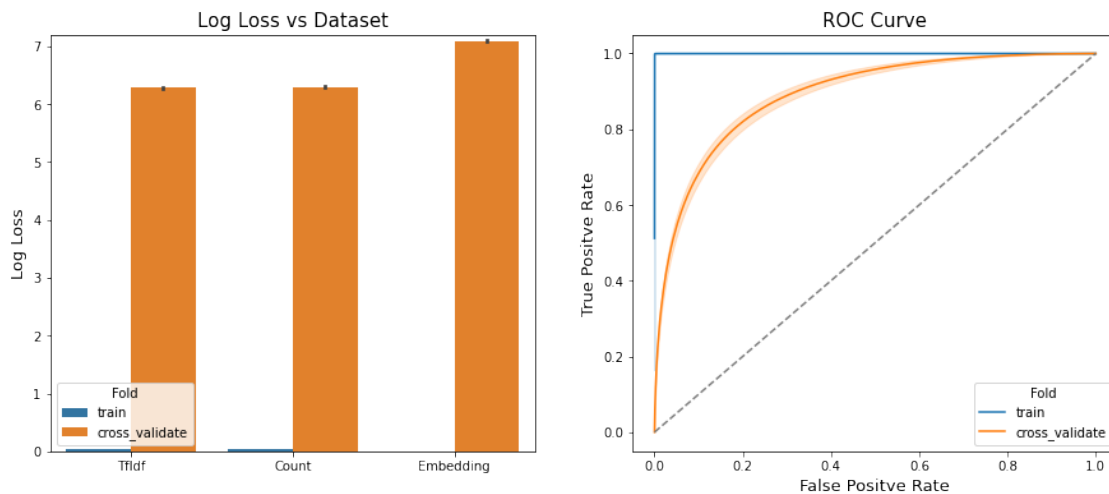 Log Loss vs Dataset
7
6
5
4
3
2
1
0
Log Loss
Fold
train
cross_validate
TfIdf
Count
Embedding
ROC Curve
1.0
0.8
0.6
0.4
0.2
0.0
True Positve Rate
Fold
train
cross_validate
0.0
0.2
0.4
0.6
0.8
1.0
False Positve Rate